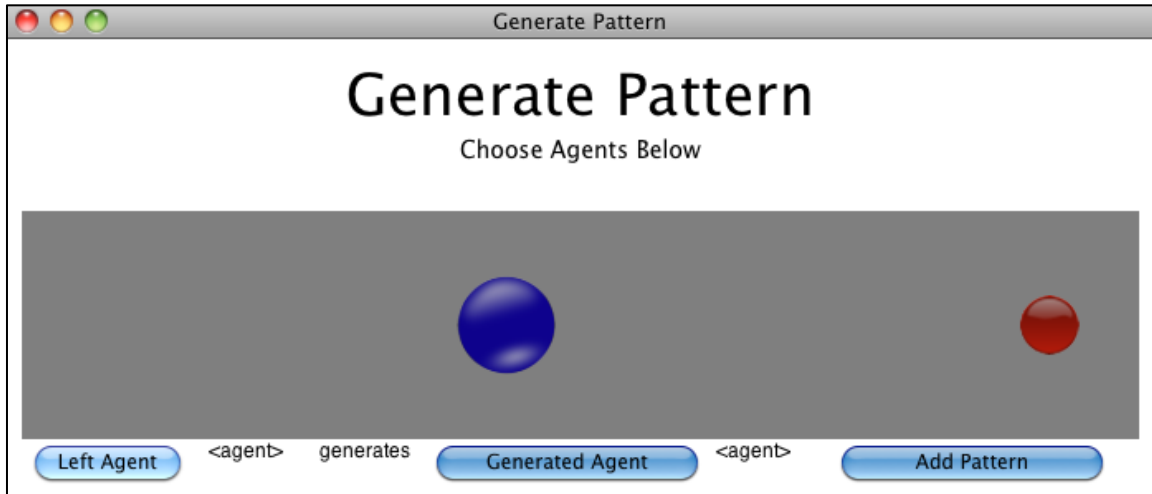 Generate Pattern
Generate Pattern
Choose Agents Below
Left Agent <agent> generates Generated Agent <agent> Add Pattern